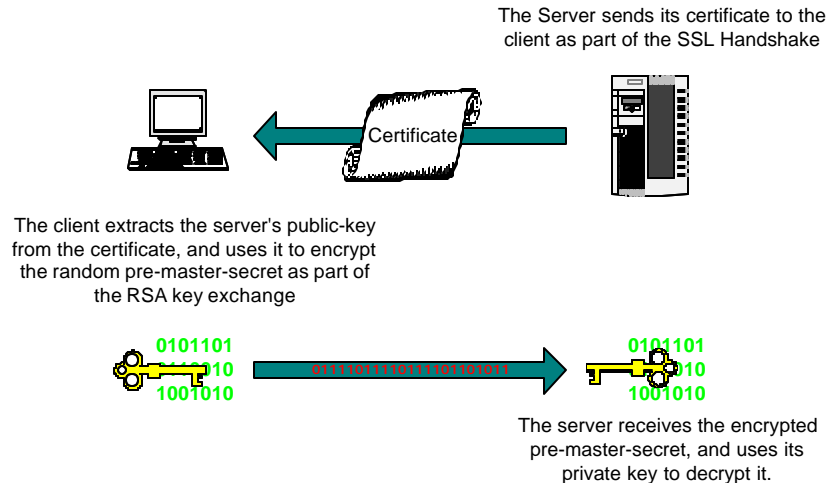 The Server sends its certificate to the
client as part of the SSL Handshake
Certificate
The client extracts the server's public-key
from the certificate, and uses it to encrypt
the random pre-master-secret as part of
the RSA key exchange
0101101
010
1001010
01111011110111101101011
0101101
010
1001010
The server receives the encrypted
pre-master-secret, and uses its
private key to decrypt it.